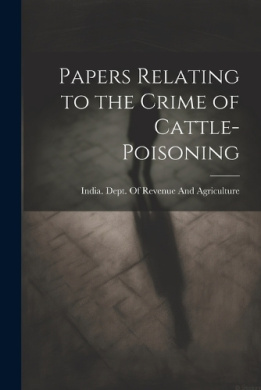 Papers Relating
to the Crime of
Cattle-
Poisoning
India. Dept. Of Revenue And Agriculture